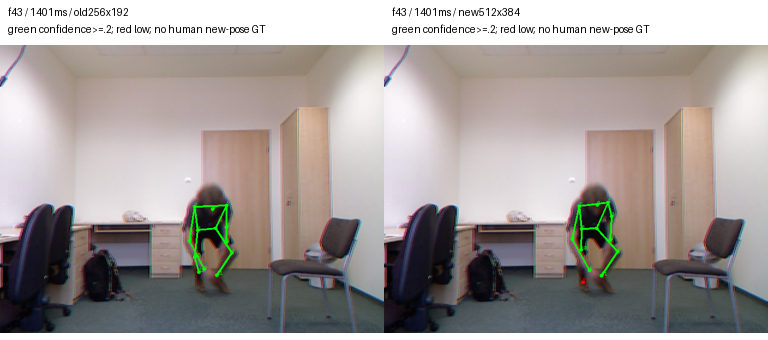 f43 / 1401ms / old256x192
green confidence>=.2; red low; no human new-pose GT
f43 / 1401ms / new512x384
green confidence>=.2; red low; no human new-pose GT